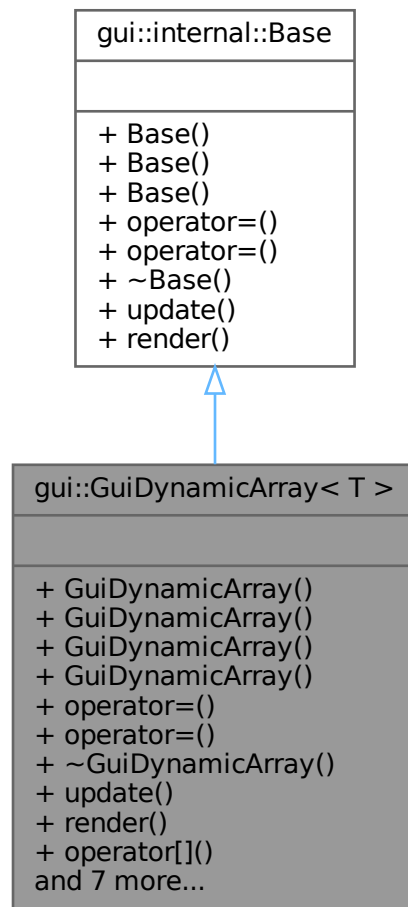 gui::internal::Base
+ Base()
+ Base()
+ Base()
+ operator=()
+ operator=()
+ ~Base()
+ update()
+ render()
gui::GuiDynamicArray< T >
+ GuiDynamicArray()
+ GuiDynamicArray()
+ GuiDynamicArray()
+ GuiDynamicArray()
+ operator=()
+ operator=()
+ ~GuiDynamicArray()
+ update()
+ render()
+ operator[]()
and 7 more...